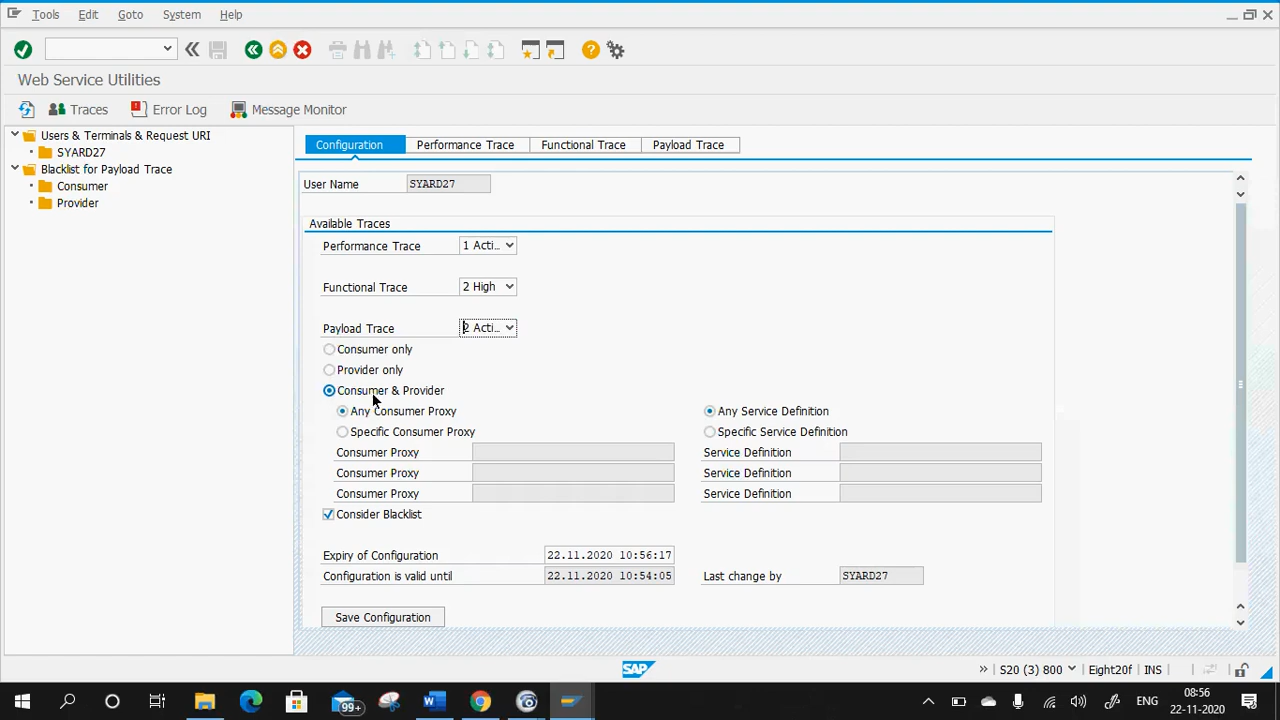 Tools Edit Goto System Help
Web Service Utilities
Traces Error Log Message Monitor
Users & Terminals & Request URI
SYARD27
Blacklist for Payload Trace
Consumer
Provider
Configuration Performance Trace Functional Trace Payload Trace
User Name SYARD27
Available Traces
Performance Trace 1 Acti...
Functional Trace 2 High
Payload Trace 2 Acti...
Consumer only
Provider only
Consumer & Provider
Any Consumer Proxy Any Service Definition
Specific Consumer Proxy Specific Service Definition
Consumer Proxy Service Definition
Consumer Proxy Service Definition
Consumer Proxy Service Definition
Consider Blacklist
Expiry of Configuration 22.11.2020 10:56:17
Configuration is valid until 22.11.2020 10:54:05 Last change by SYARD27
Save Configuration
SAP » S20 (3) 800 Eight20f INS
99+ ENG 08:56
22-11-2020